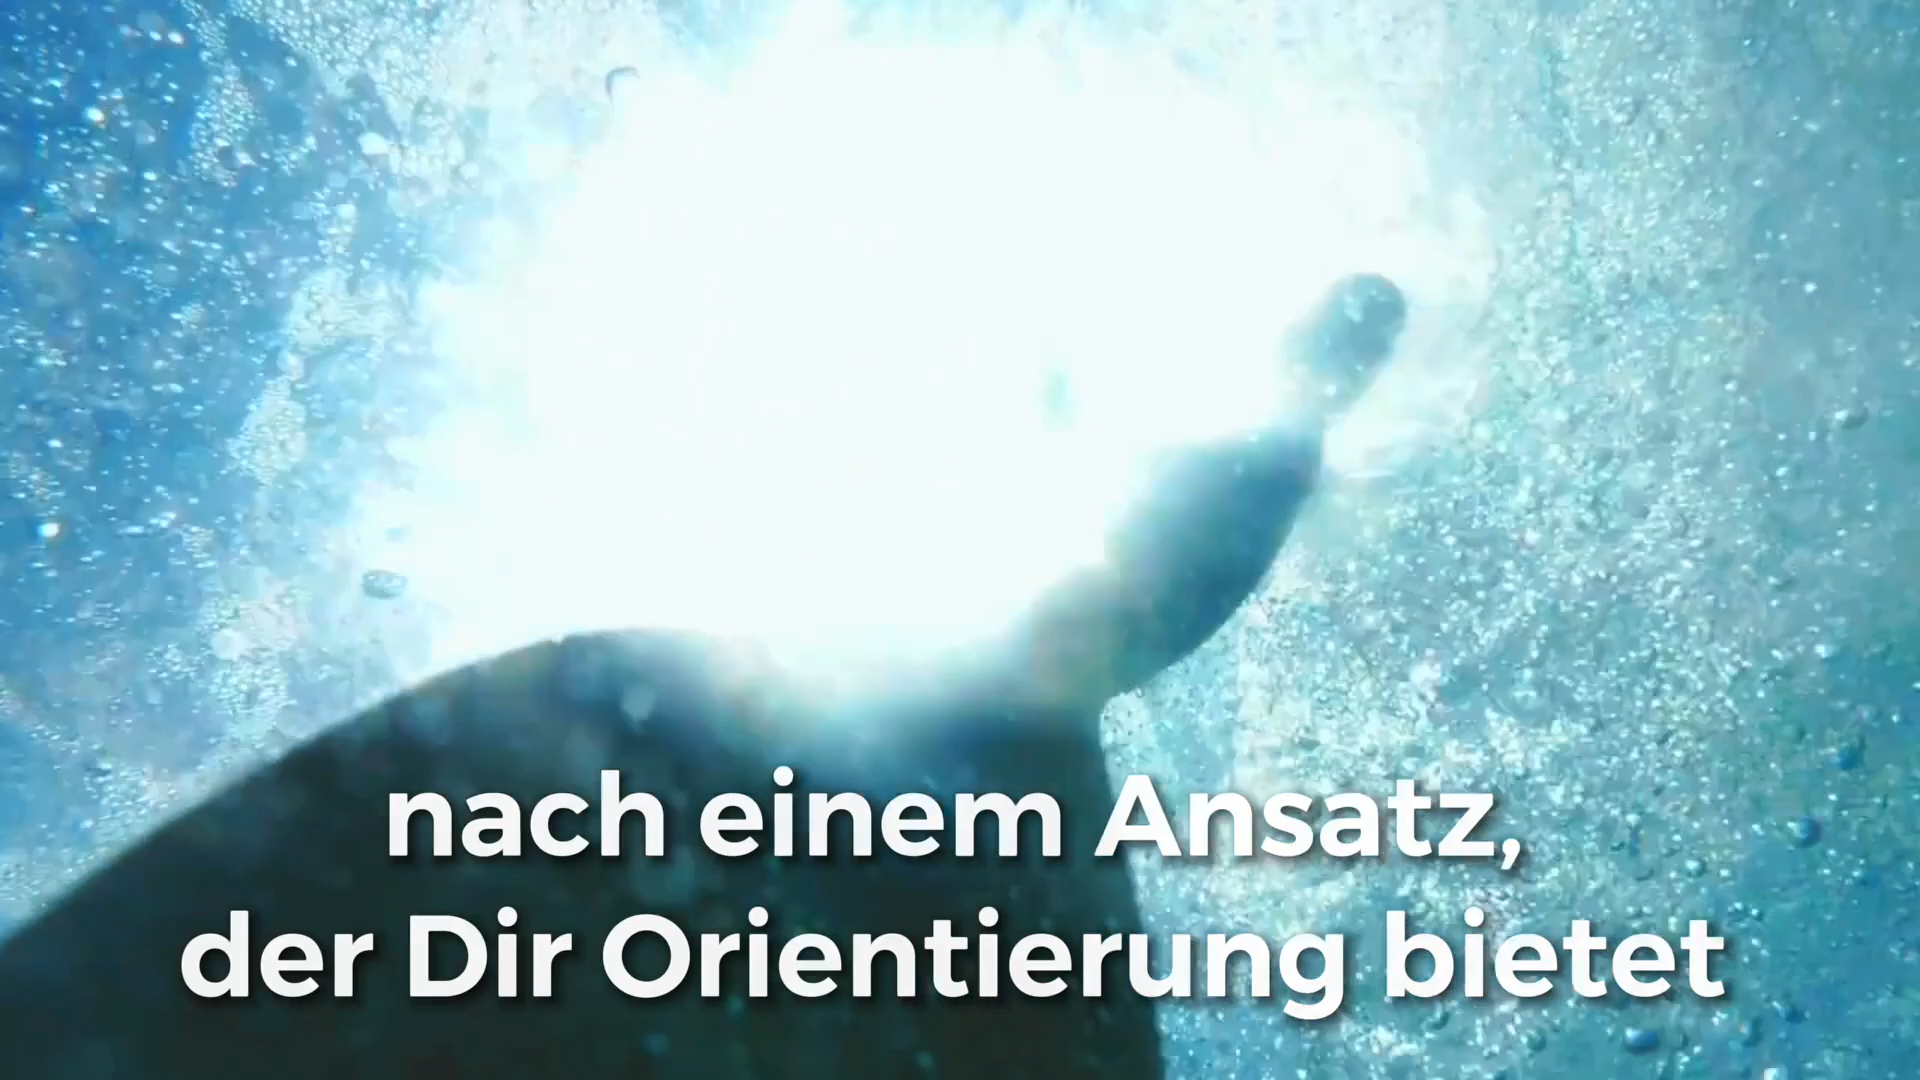 nach einem Ansatz,
der Dir Orientierung bietet